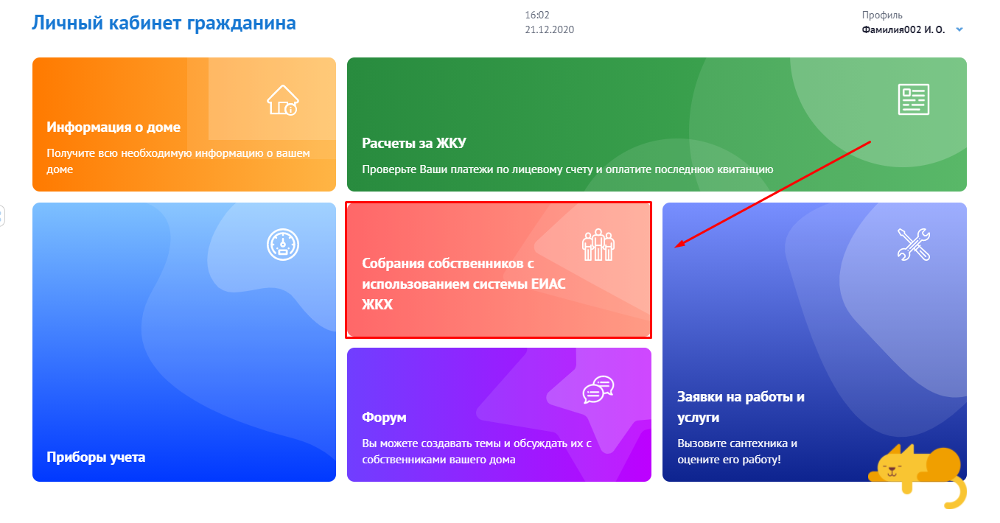 Личный кабинет гражданина
16:02
21.12.2020
Профиль
Фамилия002 И. О.
Информация о доме
Получите всю необходимую информацию о вашем
доме
Расчеты за ЖКУ
Проверьте Ваши платежи по лицевому счету и оплатите последнюю квитанцию
Приборы учета
Собрания собственников с
использованием системы ЕИАС
ЖКХ
Форум
Вы можете создавать темы и обсуждать их с
собственниками вашего дома
Заявки на работы и
услуги
Вызовите сантехника и
оцените его работу!